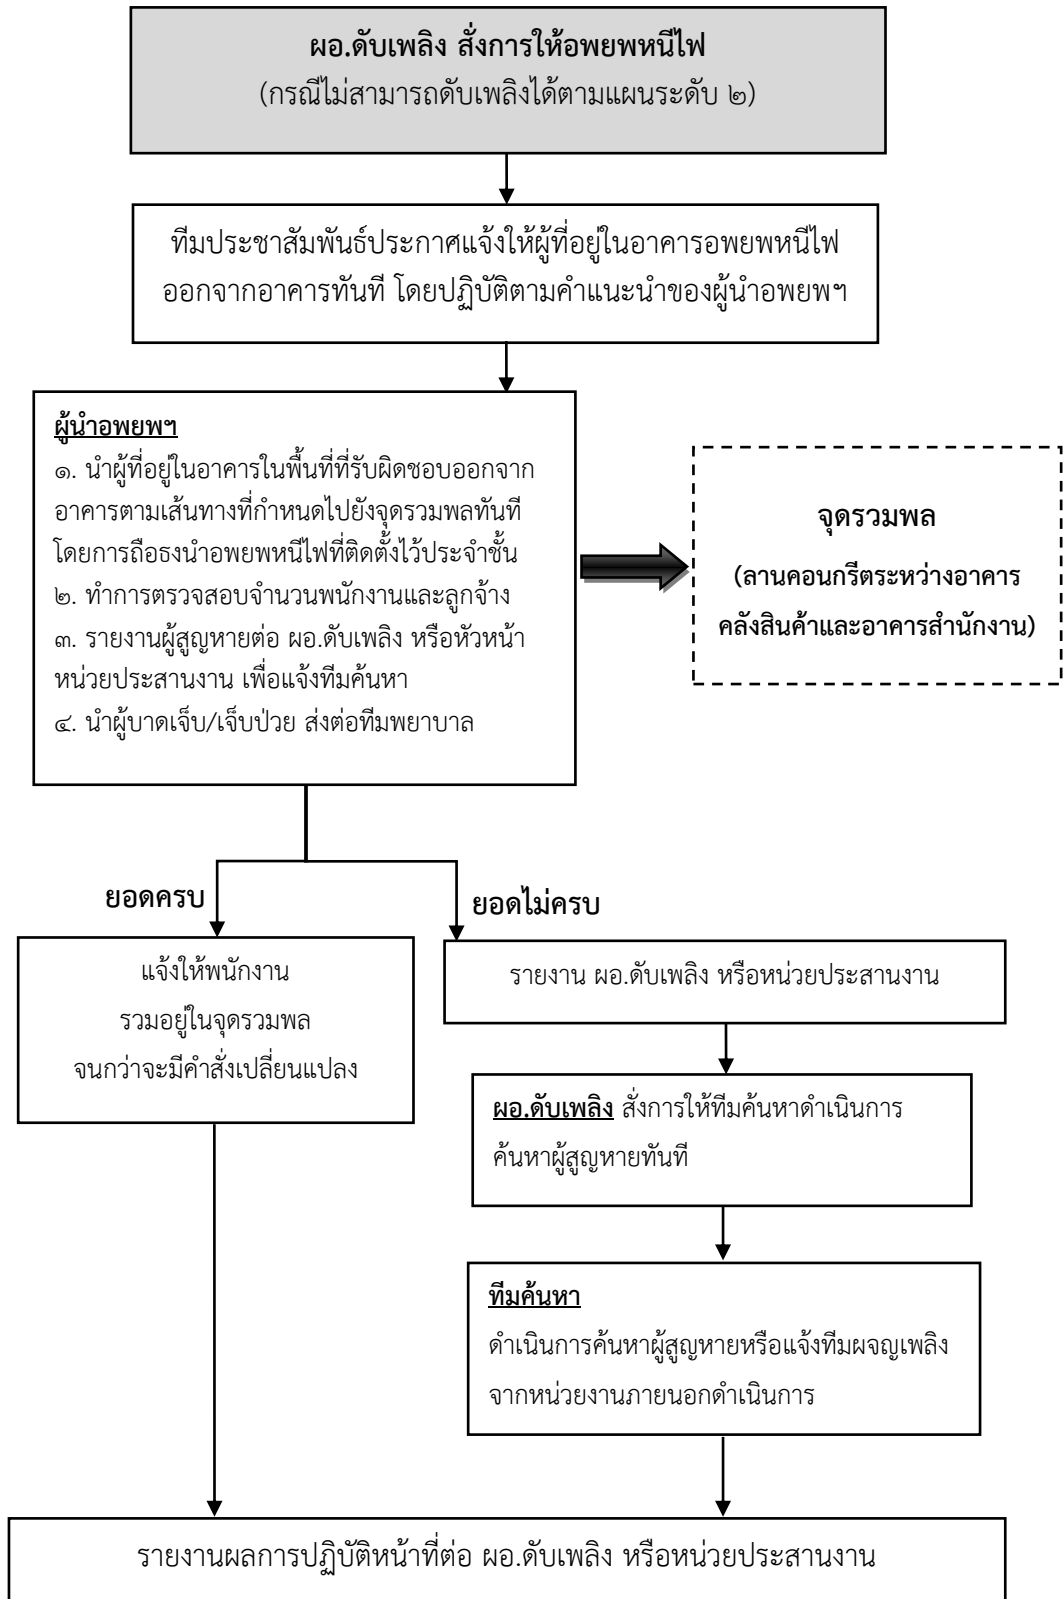 ผอ.ดับเพลิง สั่งการให้อพยพหนีไฟ
(กรณีไม่สามารถดับเพลิงได้ตามแผนระดับ ๒)
ทีมประชาสัมพันธ์ประกาศแจ้งให้ผู้ที่อยู่ในอาคารอพยพหนีไฟ
ออกจากอาคารทันที โดยปฏิบัติตามคำแนะนำของผู้นำอพยพฯ
ผู้นำอพยพฯ
๑. นำผู้ที่อยู่ในอาคารในพื้นที่ที่รับผิดชอบออกจาก
อาคารตามเส้นทางที่กำหนดไปยังจุดรวมพลทันที
โดยการถือธงนำอพยพหนีไฟที่ติดตั้งไว้ประจำชั้น
๒. ทำการตรวจสอบจำนวนพนักงานและลูกจ้าง
๓. รายงานผู้สูญหายต่อ ผอ.ดับเพลิง หรือหัวหน้า
หน่วยประสานงาน เพื่อแจ้งทีมค้นหา
๔. นำผู้บาดเจ็บ/เจ็บป่วย ส่งต่อทีมพยาบาล
จุดรวมพล
(ลานคอนกรีตระหว่างอาคาร
คลังสินค้าและอาคารสำนักงาน)
ยอดครบ
ยอดไม่ครบ
แจ้งให้พนักงาน
รวมอยู่ในจุดรวมพล
จนกว่าจะมีคำสั่งเปลี่ยนแปลง
รายงาน ผอ.ดับเพลิง หรือหน่วยประสานงาน
ผอ.ดับเพลิง สั่งการให้ทีมค้นหาดำเนินการ
ค้นหาผู้สูญหายทันที
ทีมค้นหา
ดำเนินการค้นหาผู้สูญหายหรือแจ้งทีมผจญเพลิง
จากหน่วยงานภายนอกดำเนินการ
รายงานผลการปฏิบัติหน้าที่ต่อ ผอ.ดับเพลิง หรือหน่วยประสานงาน